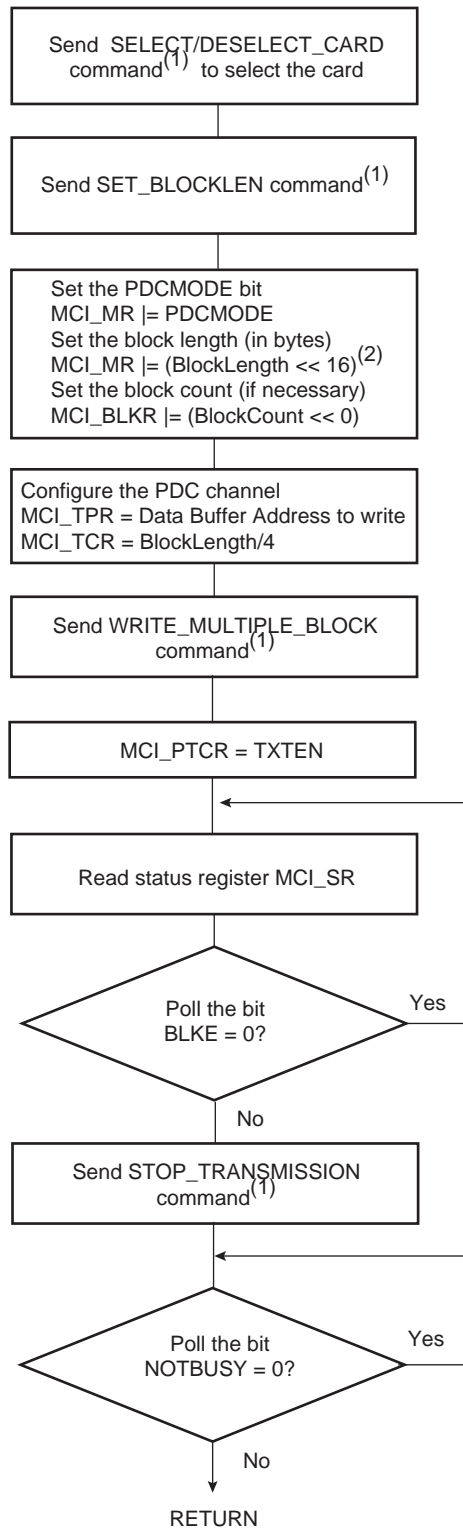 Send SELECT/DESELECT_CARD
command(1) to select the card
Send SET_BLOCKLEN command(1)
Set the PDCMODE bit
MCI_MR |= PDCMODE
Set the block length (in bytes)
MCI_MR |= (BlockLength << 16)(2)
Set the block count (if necessary)
MCI_BLKR |= (BlockCount << 0)
Configure the PDC channel
MCI_TPR = Data Buffer Address to write
MCI_TCR = BlockLength/4
Send WRITE_MULTIPLE_BLOCK
command(1)
MCI_PTCR = TXTEN
Read status register MCI_SR
Poll the bit
BLKE = 0?
Yes
No
Send STOP_TRANSMISSION
command(1)
Poll the bit
NOTBUSY = 0?
Yes
No
RETURN